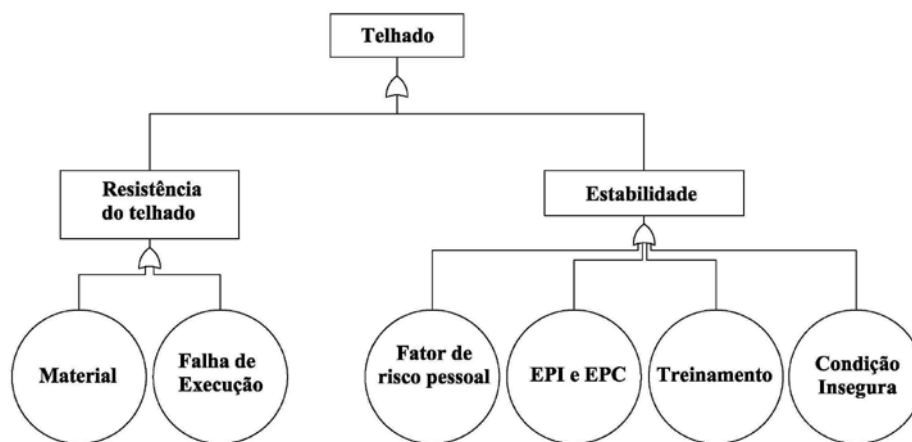 Telhado
Resistência
do telhado
Estabilidade
Material
Falha de
Execução
Fator de
risco pessoal
EPI e EPC
Treinamento
Condição
Insegura